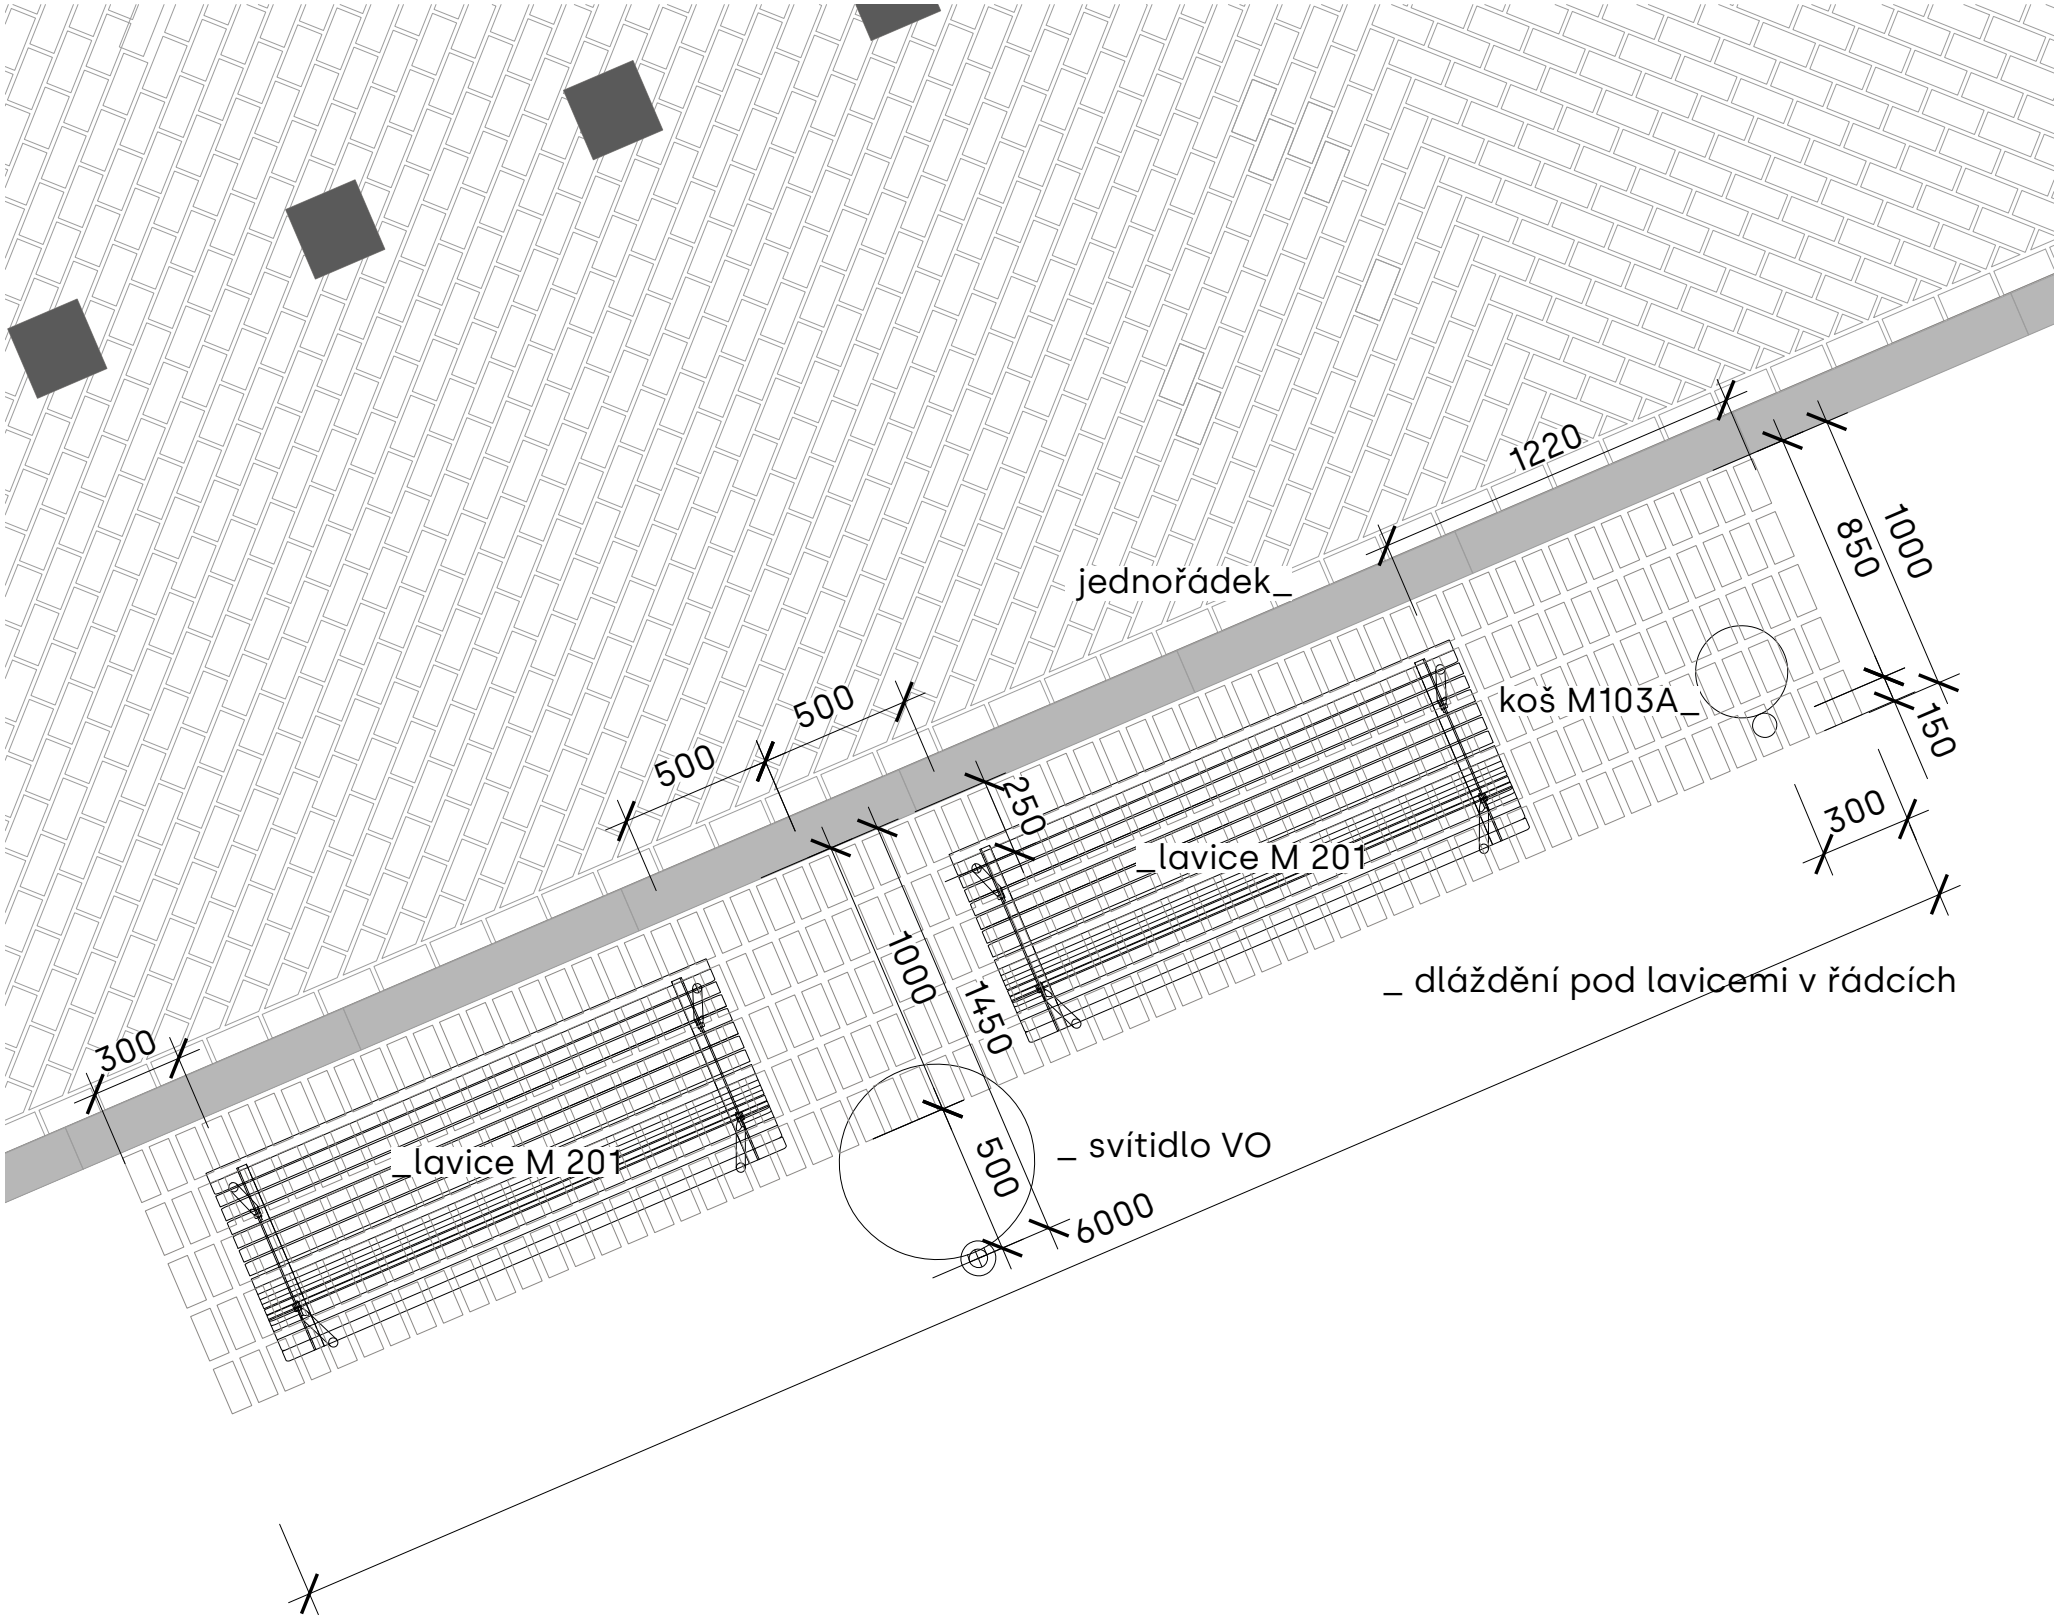 1220
1000
850
jednořádek_
koš M103A_
500
500
150
250
300
_lavice M 201
1000
_ dláždění pod lavicemi v řádcích
1450
300
_lavice M 201
_ svítidlo VO
500
6000